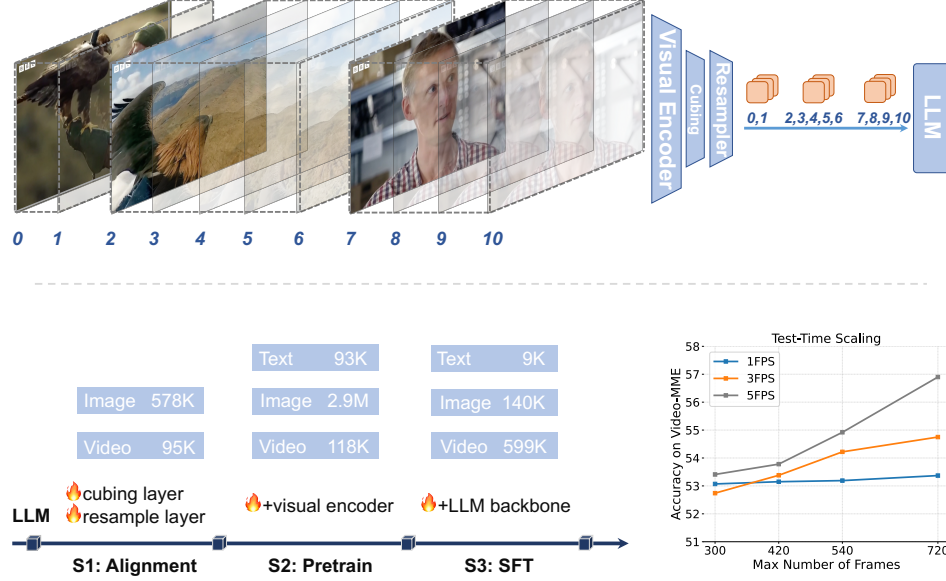 Visual Encoder
Cubing
Resampler
LLM
0,1 2,3,4,5,6 7,8,9,10
0 1 2 3 4 5 6 7 8 9 10
Text 93K
Text 9K
Image 578K
Image 2.9M
Image 140K
Video 95K
Video 118K
Video 599K
LLM
cubing layer
resample layer
+visual encoder
+LLM backbone
S1: Alignment
S2: Pretrain
S3: SFT
Test-Time Scaling
1FPS
3FPS
5FPS
Accuracy on Video-MME
58
57
56
55
54
53
52
51
300 420 540 720
Max Number of Frames